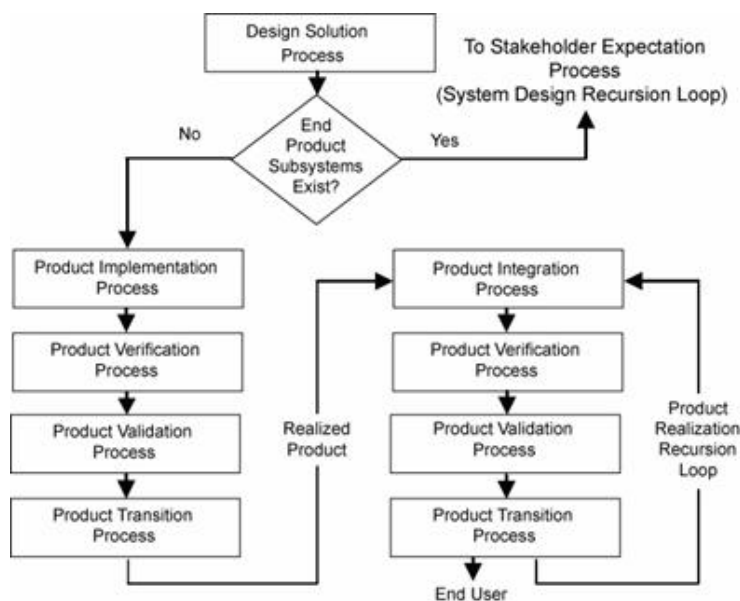 Design Solution
Process
To Stakeholder Expectation
Process
(System Design Recursion Loop)
End
Product
Subsystems
Exist?
No
Yes
Product Implementation
Process
Product Verification
Process
Product Validation
Process
Product Transition
Process
Realized
Product
Product Integration
Process
Product Verification
Process
Product Validation
Process
Product Transition
Process
Product
Realization
Recursion
Loop
End User